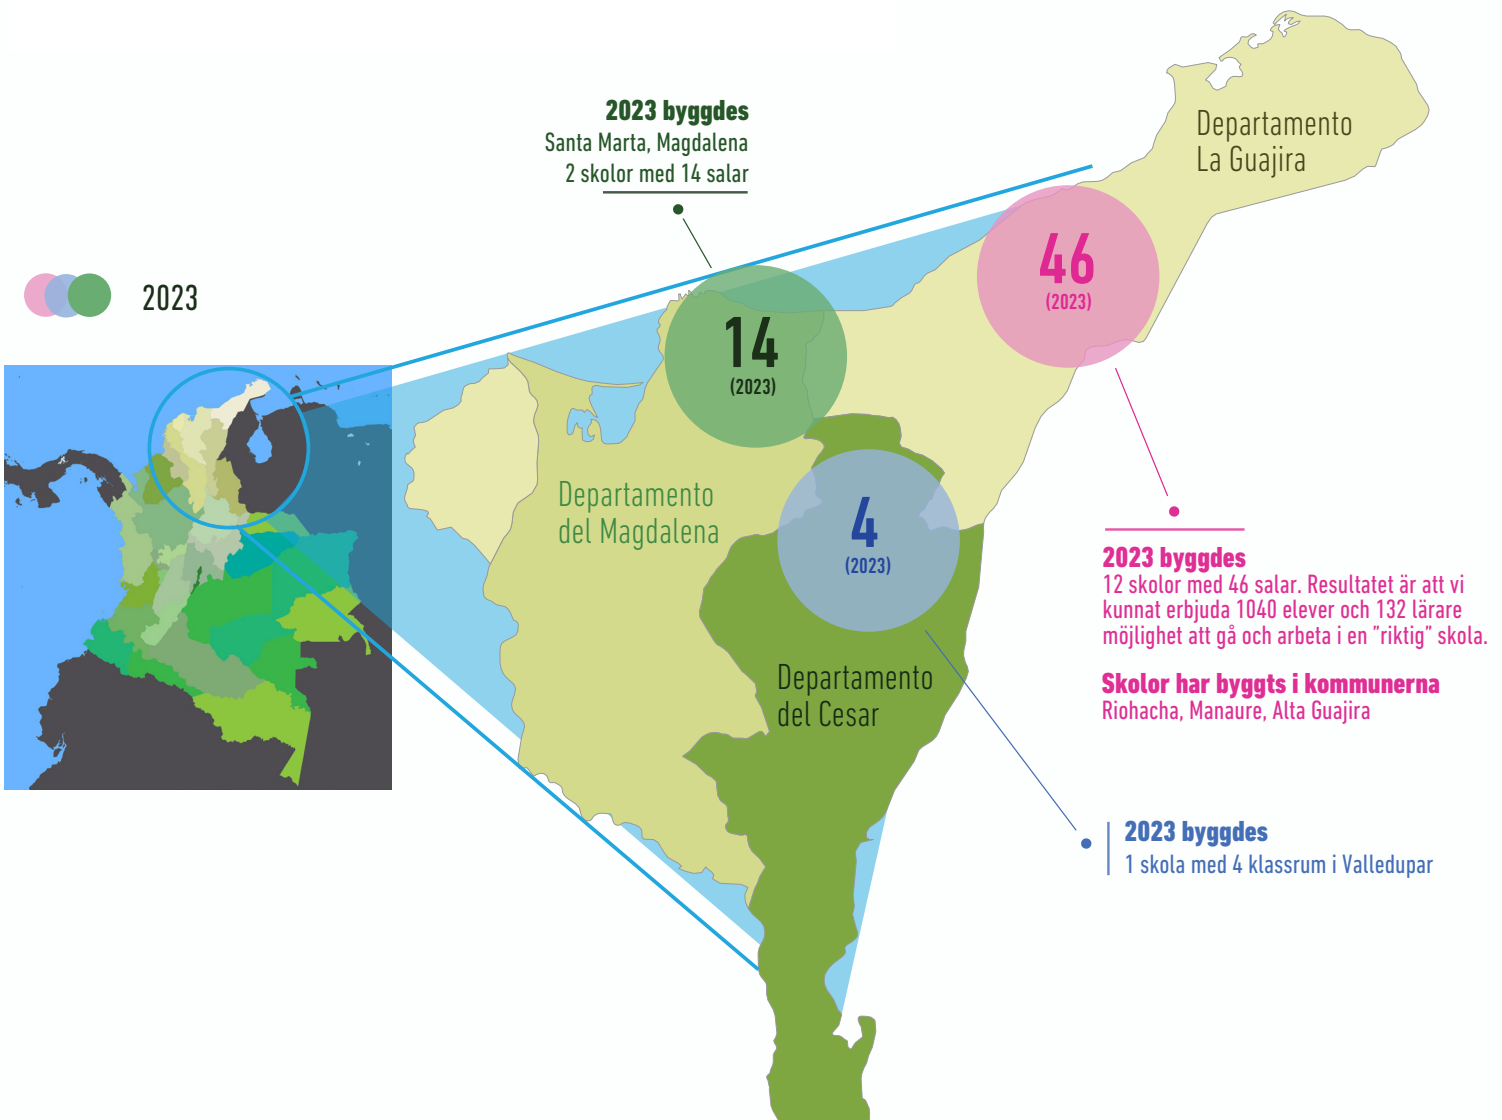 2023 byggdes
Santa Marta, Magdalena
2 skolor med 14 salar
Departamento
La Guajira
46
(2023)
2023
14
(2023)
Departamento
del Magdalena
4
(2023)
2023 byggdes
12 skolor med 46 salar. Resultatet är att vi
kunnat erbjuda 1040 elever och 132 lärare
möjlighet att gå och arbeta i en ”riktig” skola.
Skolor har byggts i kommunerna
Riohacha, Manaure, Alta Guajira
Departamento
del Cesar
2023 byggdes
1 skola med 4 klassrum i Valledupar